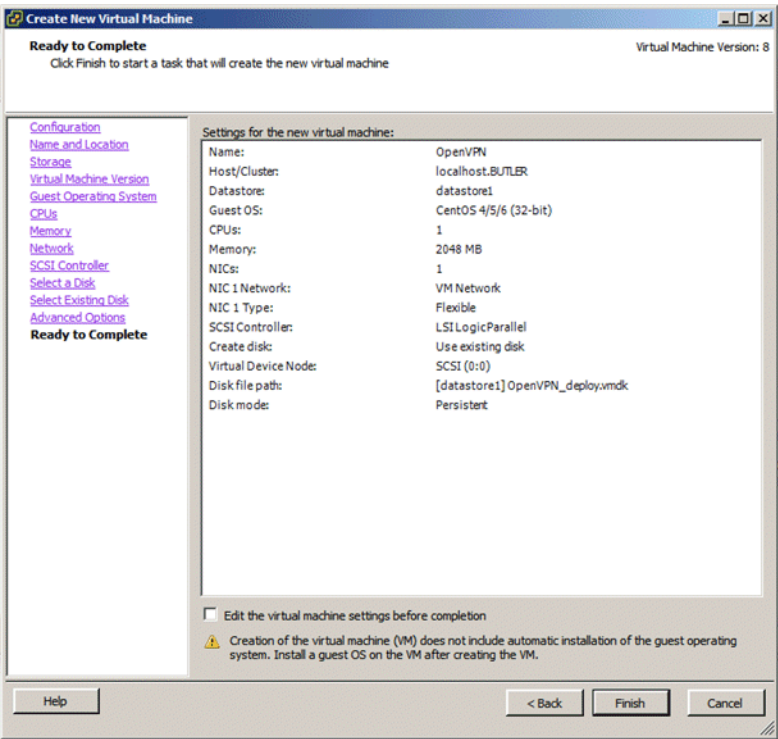 Create New Virtual Machine
Ready to Complete
Click Finish to start a task that will create the new virtual machine
Virtual Machine Version: 8
Configuration
Name and Location
Storage
Virtual Machine Version
Guest Operating System
CPUs
Memory
Network
SCSI Controller
Select a Disk
Select Existing Disk
Advanced Options
Ready to Complete
Settings for the new virtual machine:
Name: OpenVPN
Host/Cluster: localhost.BUTLER
Datastore: datastore1
Guest OS: CentOS 4/5/6 (32-bit)
CPUs: 1
Memory: 2048 MB
NICs: 1
NIC 1 Network: VM Network
NIC 1 Type: Flexible
SCSI Controller: LSI Logic Parallel
Create disk: Use existing disk
Virtual Device Node: SCSI (0:0)
Disk file path: [datastore1] OpenVPN_deploy.vmdk
Disk mode: Persistent
Edit the virtual machine settings before completion
Creation of the virtual machine (VM) does not include automatic installation of the guest operating
system. Install a guest OS on the VM after creating the VM.
Help
< Back
Finish
Cancel